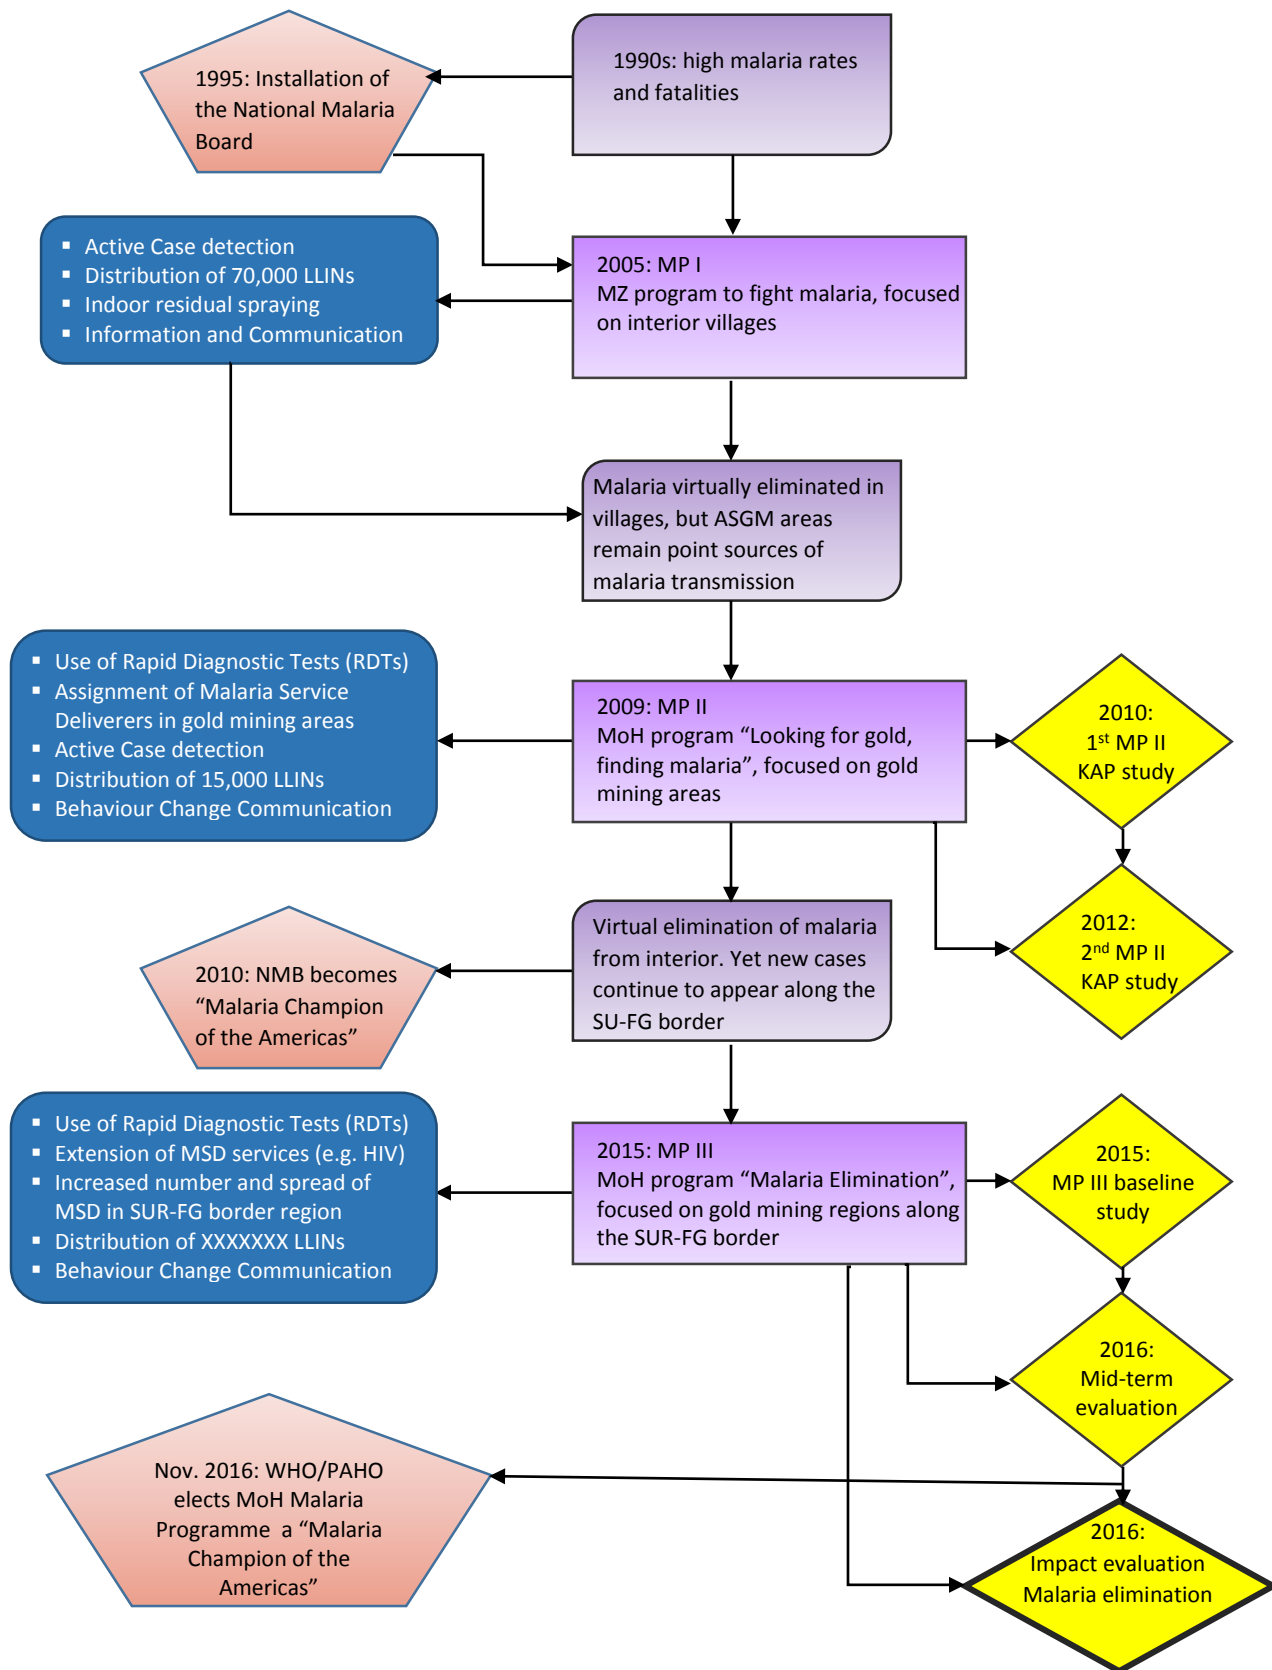 1990s: high malaria rates
and fatalities
1995: Installation of
the National Malaria
Board
▪ Active Case detection
▪ Distribution of 70,000 LLINs
▪ Indoor residual spraying
▪ Information and Communication
2005: MP I
MZ program to fight malaria, focused
on interior villages
Malaria virtually eliminated in
villages, but ASGM areas
remain point sources of
malaria transmission
▪ Use of Rapid Diagnostic Tests (RDTs)
▪ Assignment of Malaria Service
Deliverers in gold mining areas
▪ Active Case detection
▪ Distribution of 15,000 LLINs
▪ Behaviour Change Communication
2009: MP II
MoH program “Looking for gold,
finding malaria”, focused on gold
mining areas
2010:
1st MP II
KAP study
2012:
2nd MP II
KAP study
Virtual elimination of malaria
from interior. Yet new cases
continue to appear along the
SU-FG border
2010: NMB becomes
“Malaria Champion
of the Americas”
▪ Use of Rapid Diagnostic Tests (RDTs)
▪ Extension of MSD services (e.g. HIV)
▪ Increased number and spread of
MSD in SUR-FG border region
▪ Distribution of XXXXXXX LLINs
▪ Behaviour Change Communication
2015: MP III
MoH program “Malaria Elimination”,
focused on gold mining regions along
the SUR-FG border
2015:
MP III baseline
study
2016:
Mid-term
evaluation
Nov. 2016: WHO/PAHO
elects MoH Malaria
Programme a “Malaria
Champion of the
Americas”
2016:
Impact evaluation
Malaria elimination